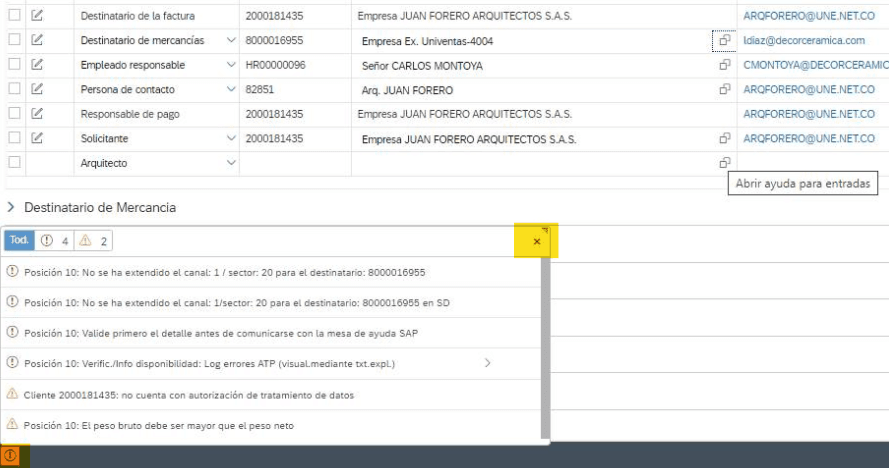 Destinatario de la factura 2000181435 Empresa JUAN FORERO ARQUITECTOS S.A.S. ARQFORERO@UNE.NET.CO
Destinatario de mercancías 8000016955 Empresa Ex. Univentas-4004 ldiaz@decorceramica.com
Empleado responsable HR00000096 Señor CARLOS MONTOYA CMONTOYA@DECORCERAMIC
Persona de contacto 82851 Arq. JUAN FORERO ARQFORERO@UNE.NET.CO
Responsable de pago 2000181435 Empresa JUAN FORERO ARQUITECTOS S.A.S. ARQFORERO@UNE.NET.CO
Solicitante 2000181435 Empresa JUAN FORERO ARQUITECTOS S.A.S. ARQFORERO@UNE.NET.CO
Arquitecto
Abrir ayuda para entradas
Destinatario de Mercancia
Tod. 4 2
Posición 10: No se ha extendido el canal: 1 / sector: 20 para el destinatario: 8000016955
Posición 10: No se ha extendido el canal: 1/sector: 20 para el destinatario: 8000016955 en SD
Posición 10: Valide primero el detalle antes de comunicarse con la mesa de ayuda SAP
Posición 10: Verific./Info disponibilidad: Log errores ATP (visual.mediante txt.expl.)
Cliente 2000181435: no cuenta con autorización de tratamiento de datos
Posición 10: El peso bruto debe ser mayor que el peso neto